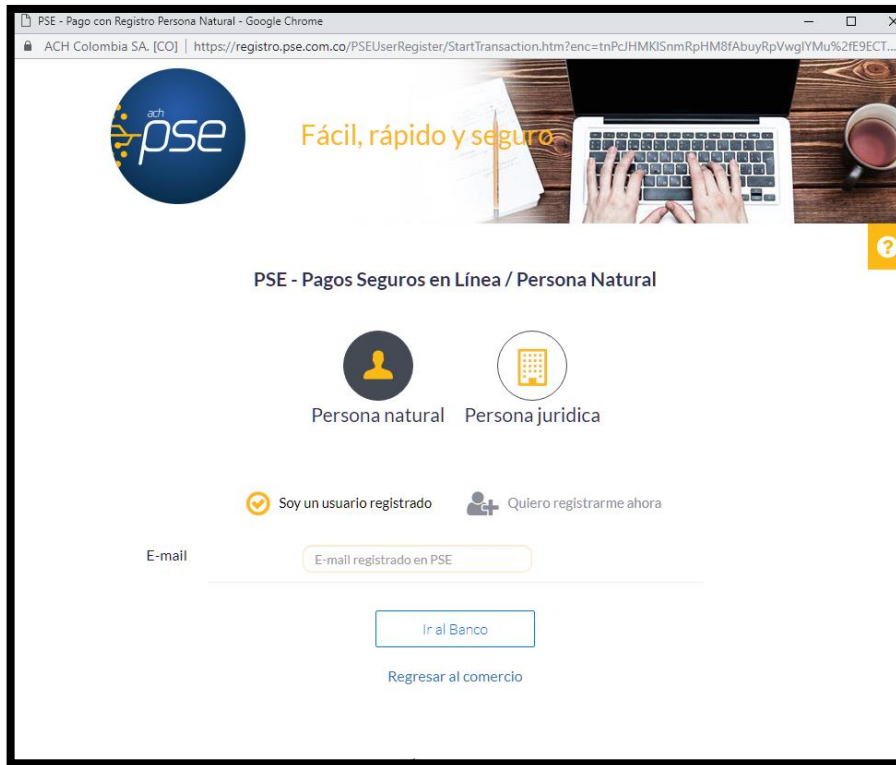 PSE - Pago con Registro Persona Natural - Google Chrome
ACH Colombia SA. [CO] | https://registro.pse.com.co/PSEUserRegister/StartTransaction.htm?enc=tnPcJHMKISnmRpHM8fAbuyRpVwgIYMu%2fE9ECT...
ach
pse
Fácil, rápido y seguro
?
PSE - Pagos Seguros en Línea / Persona Natural
Persona natural Persona juridica
Soy un usuario registrado Quiero registrarme ahora
E-mail E-mail registrado en PSE
Ir al Banco
Regresar al comercio